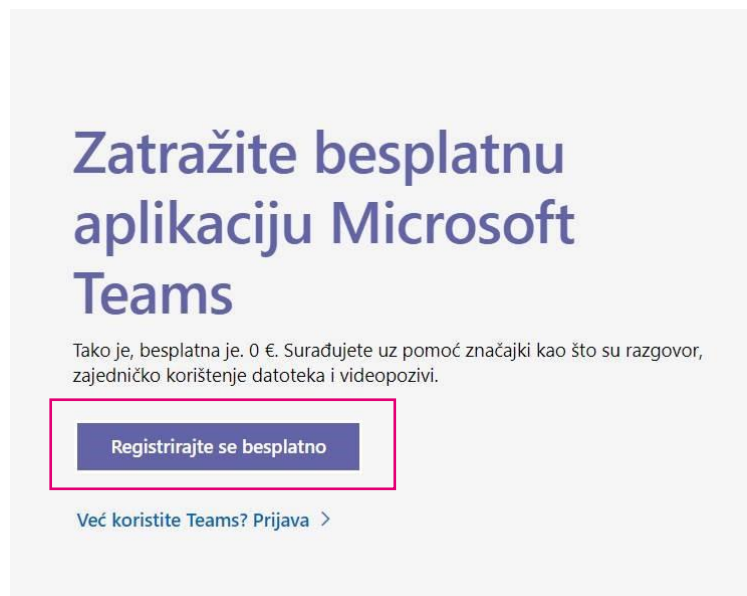 Zatražite besplatnu
aplikaciju Microsoft
Teams
Tako je, besplatna je. 0 €. Surađujete uz pomoć značajki kao što su razgovor,
zajedničko korištenje datoteka i videopozivi.
Registrirajte se besplatno
Već koristite Teams? Prijava >